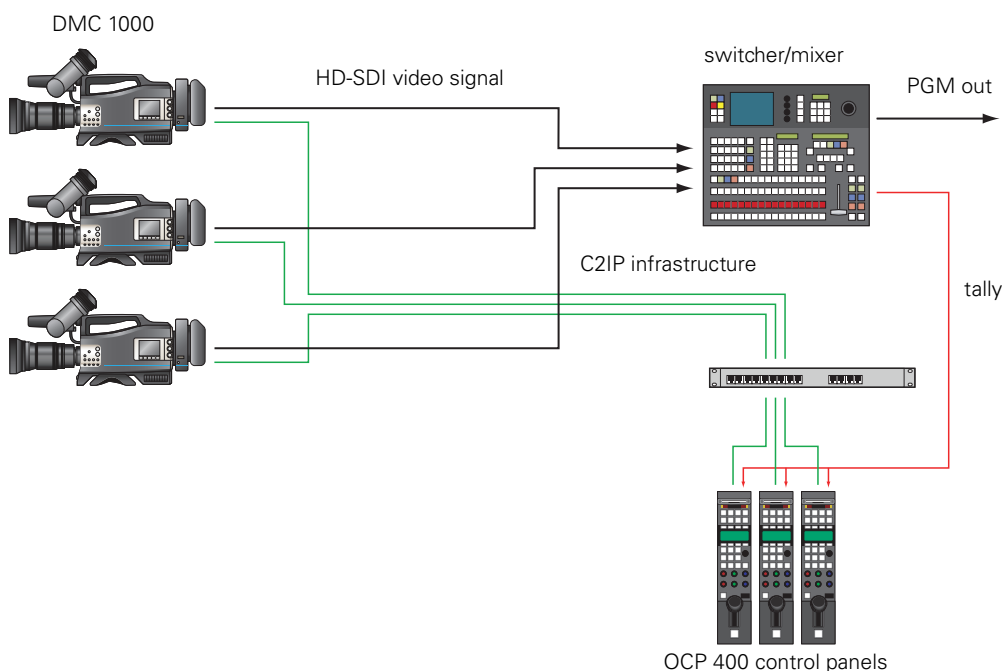 DMC 1000
switcher/mixer
HD-SDI video signal
PGM out
C2IP infrastructure
tally
OCP 400 control panels